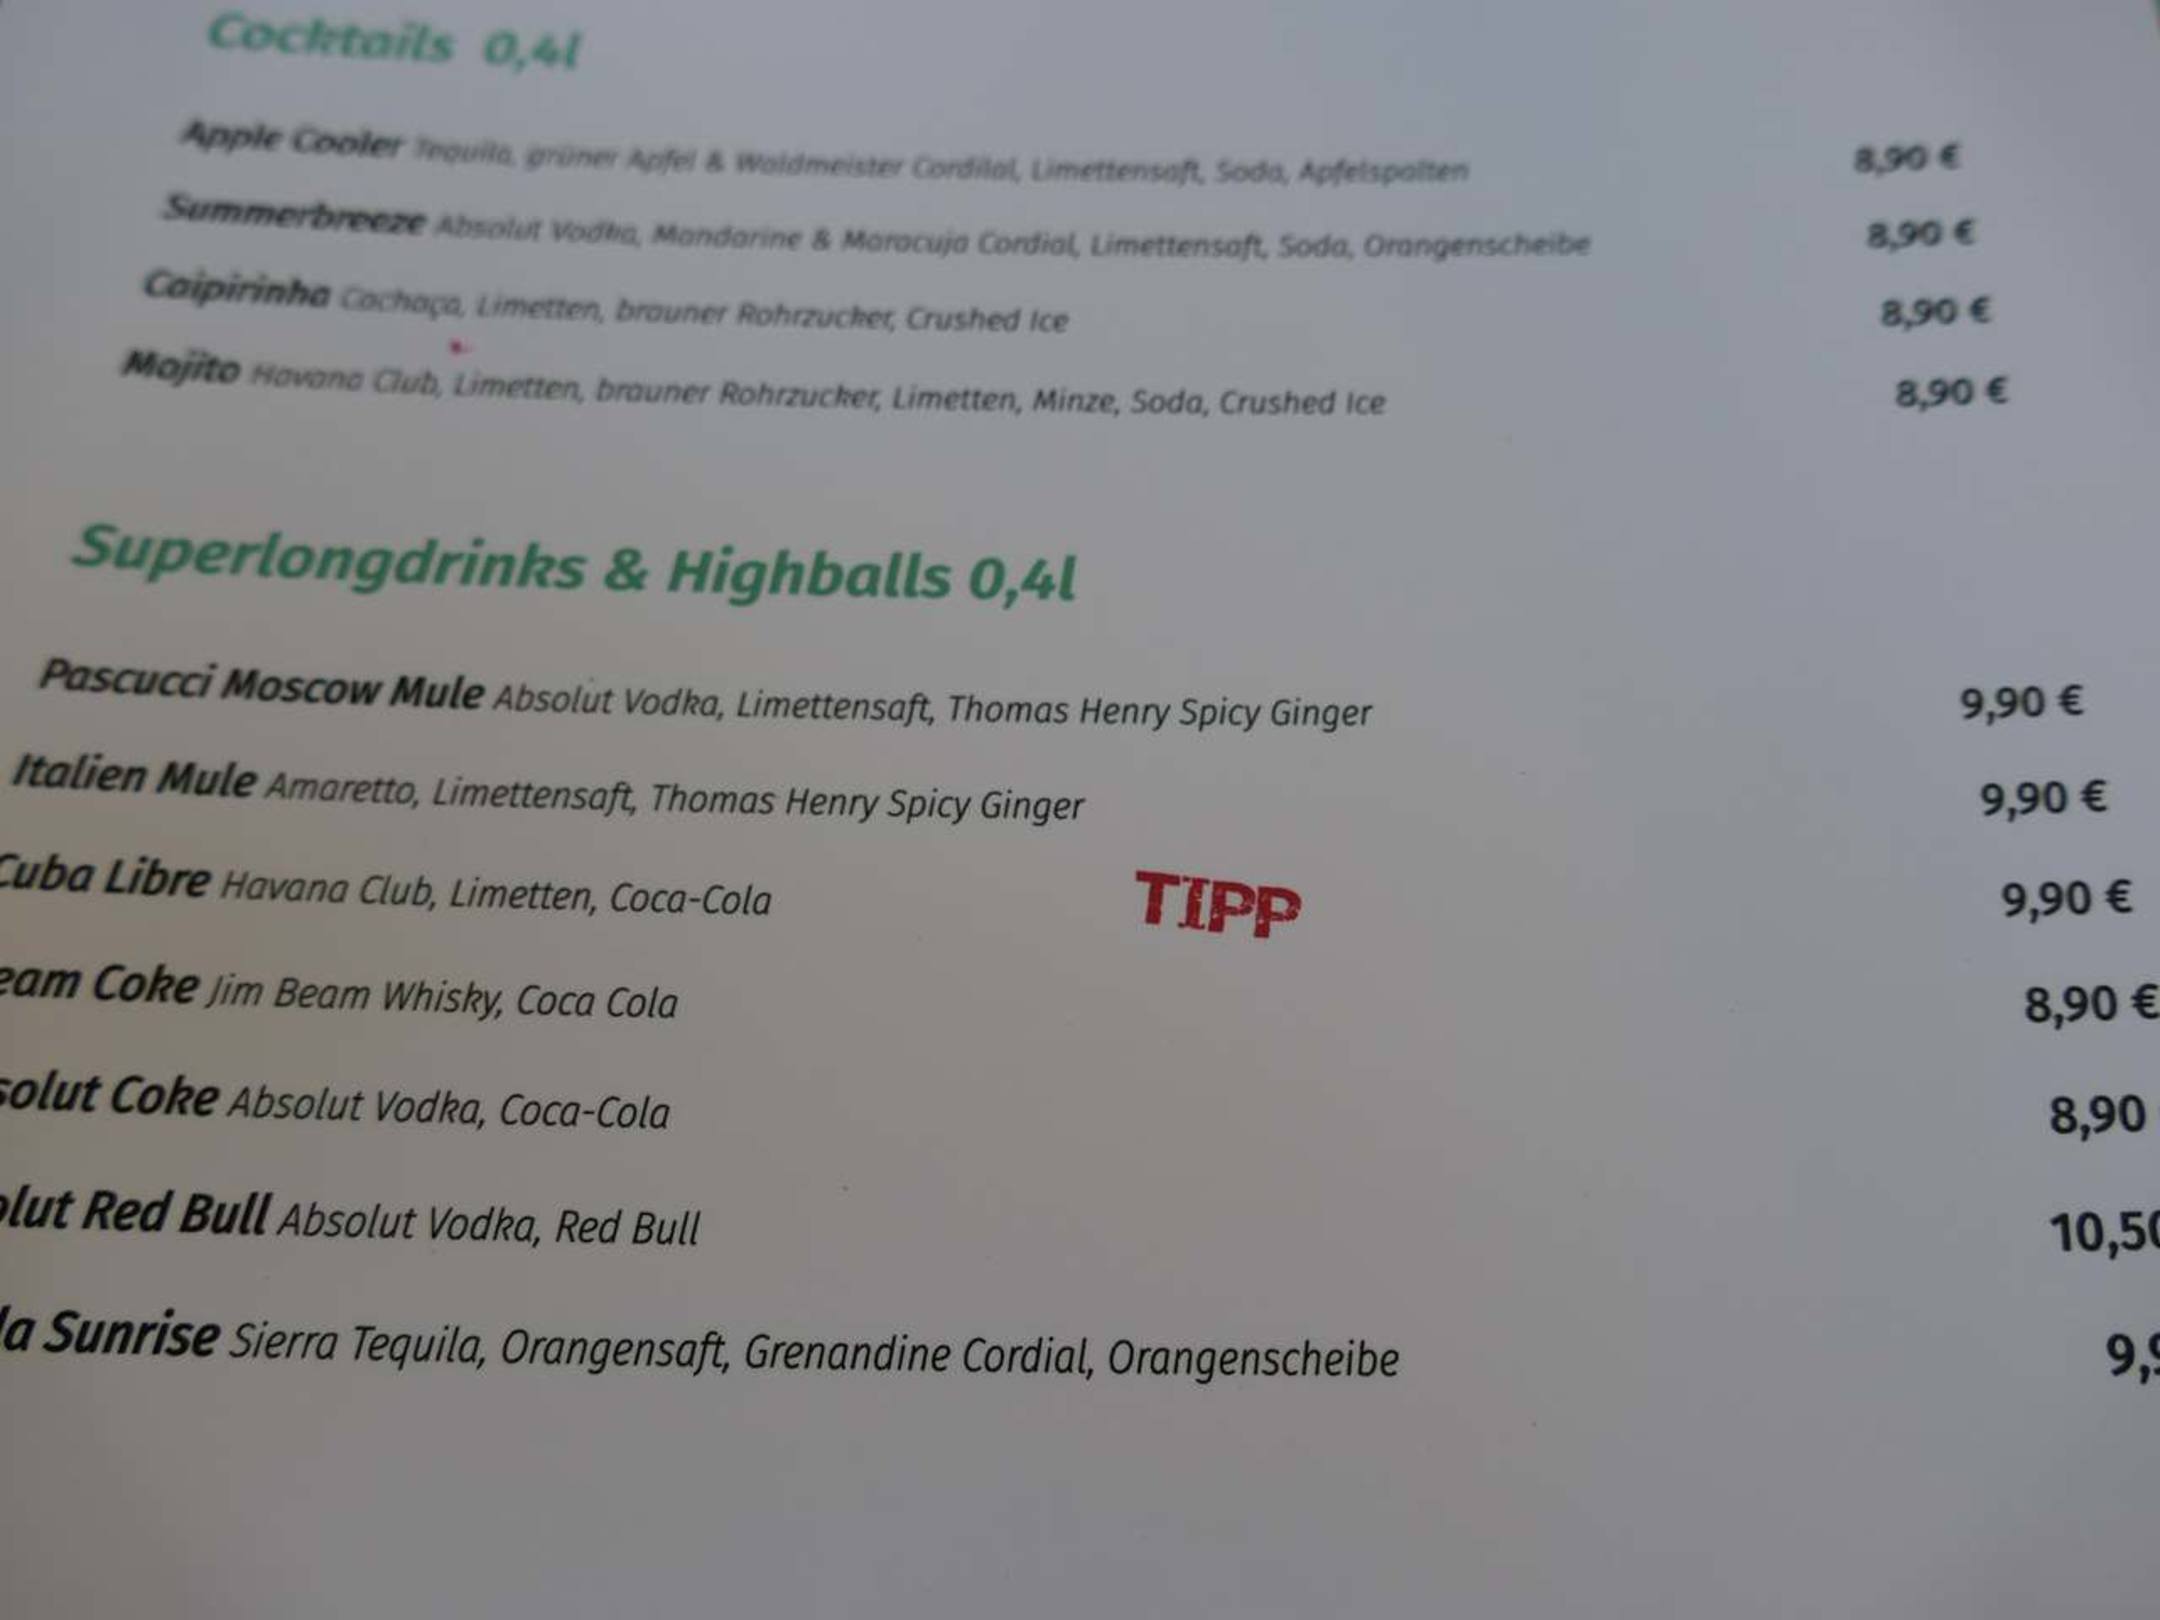 Cocktails 0,4l
Apple Cooler Tequila, grüner Apfel & Waldmeister Cordilal, Limettensaft, Soda, Apfelspalten 8,90 €
Summerbreeze Absolut Vodka, Mandarine & Maracuja Cordial, Limettensaft, Soda, Orangenscheibe 8,90 €
Caipirinha Cachaça, Limetten, brauner Rohrzucker, Crushed Ice 8,90 €
Mojito Havana Club, Limetten, brauner Rohrzucker, Limetten, Minze, Soda, Crushed Ice 8,90 €
Superlongdrinks & Highballs 0,4l
Pascucci Moscow Mule Absolut Vodka, Limettensaft, Thomas Henry Spicy Ginger 9,90 €
Italien Mule Amaretto, Limettensaft, Thomas Henry Spicy Ginger 9,90 €
Cuba Libre Havana Club, Limetten, Coca-Cola TIPP 9,90 €
eam Coke Jim Beam Whisky, Coca Cola 8,90 €
solut Coke Absolut Vodka, Coca-Cola 8,90
olut Red Bull Absolut Vodka, Red Bull 10,50
la Sunrise Sierra Tequila, Orangensaft, Grenandine Cordial, Orangenscheibe 9,9